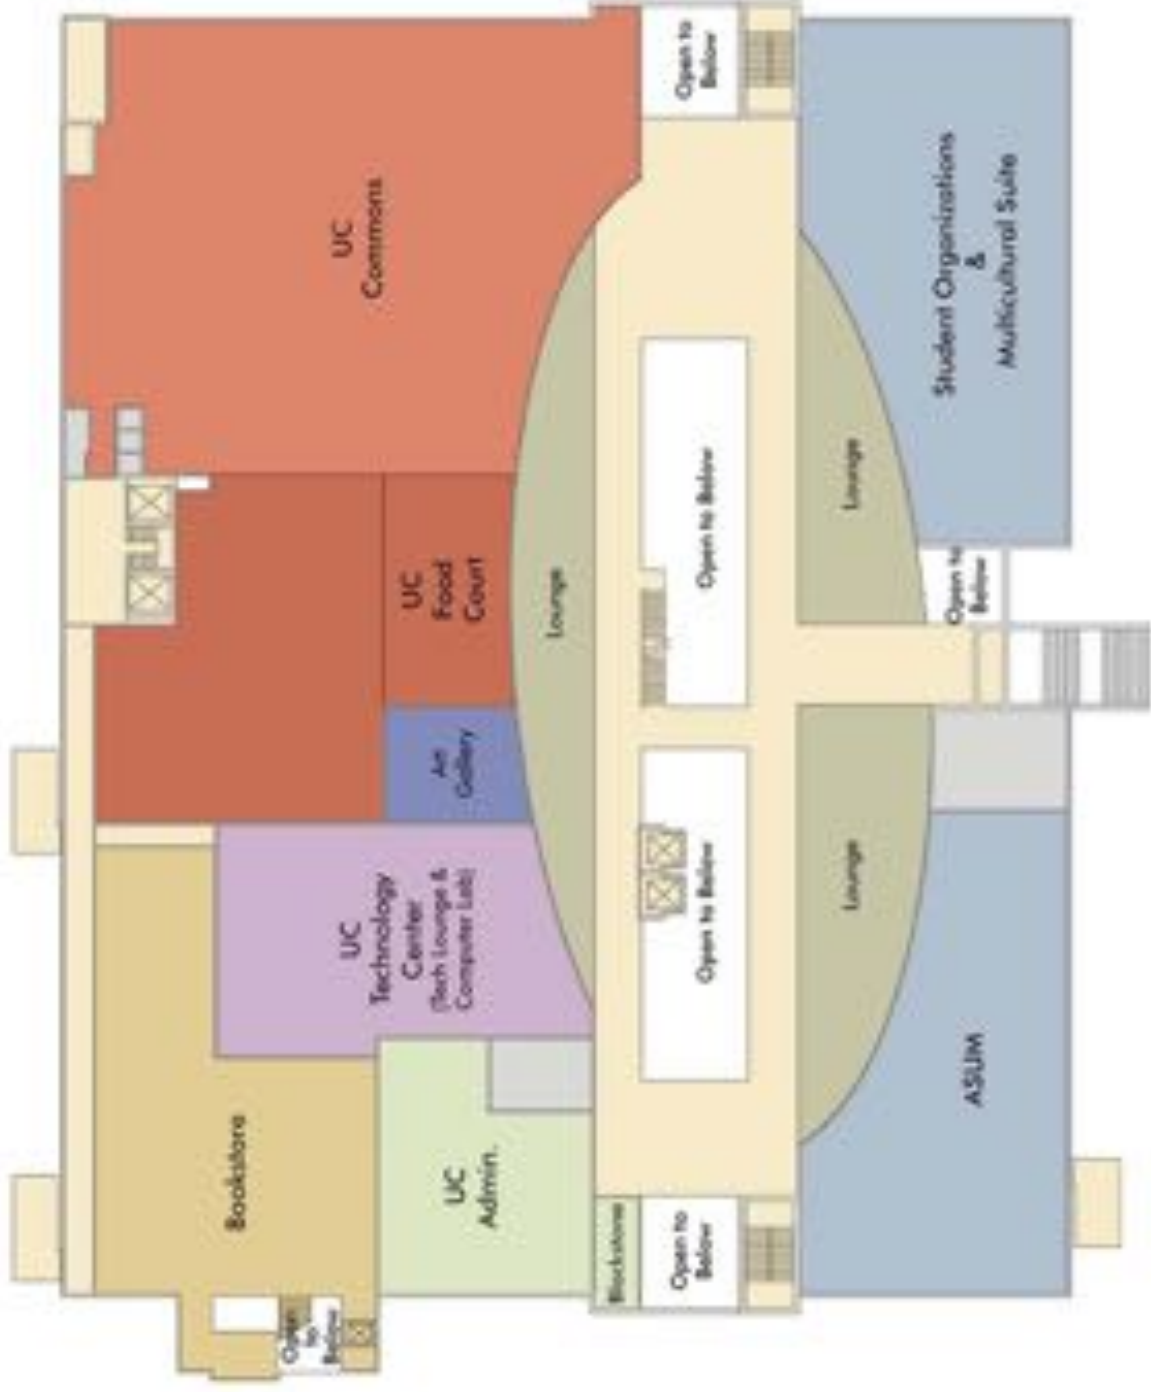 Bookstore
Open
to
Below
UC
Technology
Center
(Tech Lounge &
Computer Lab)
UC
Commons
UC
Food
Court
Art
Gallery
UC
Admin.
Lounge
Open to
Below
Open to Below
Open to Below
Open to
Below
Lounge
Lounge
ASUM
Open to
Below
Student Organizations
&
Multicultural Suite